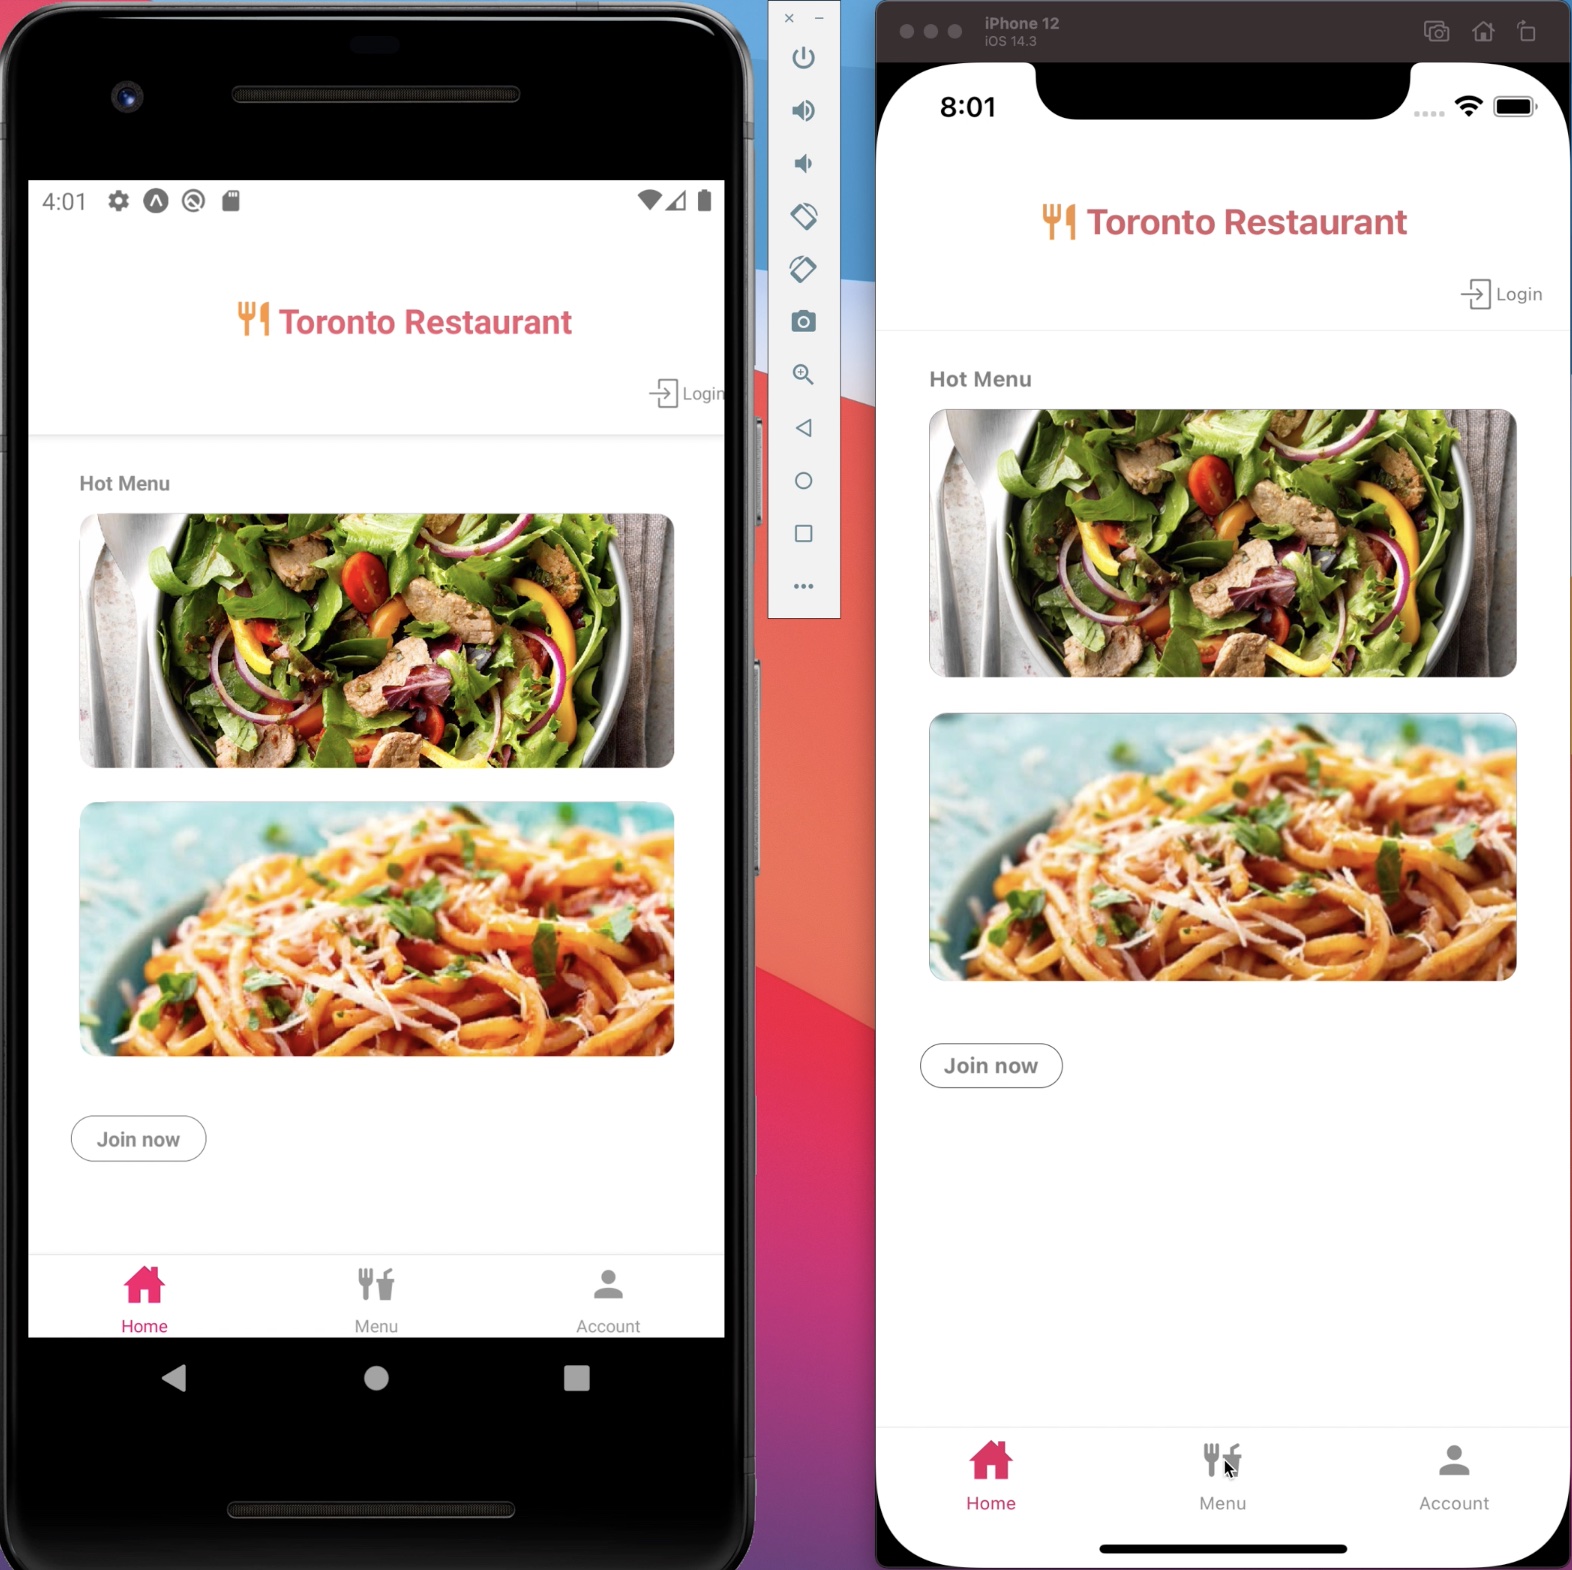 4:01
Toronto Restaurant
Login
Hot Menu
Join now
Home
Menu
Account
iPhone 12
iOS 14.3
8:01
Toronto Restaurant
Login
Hot Menu
Join now
Home
Menu
Account